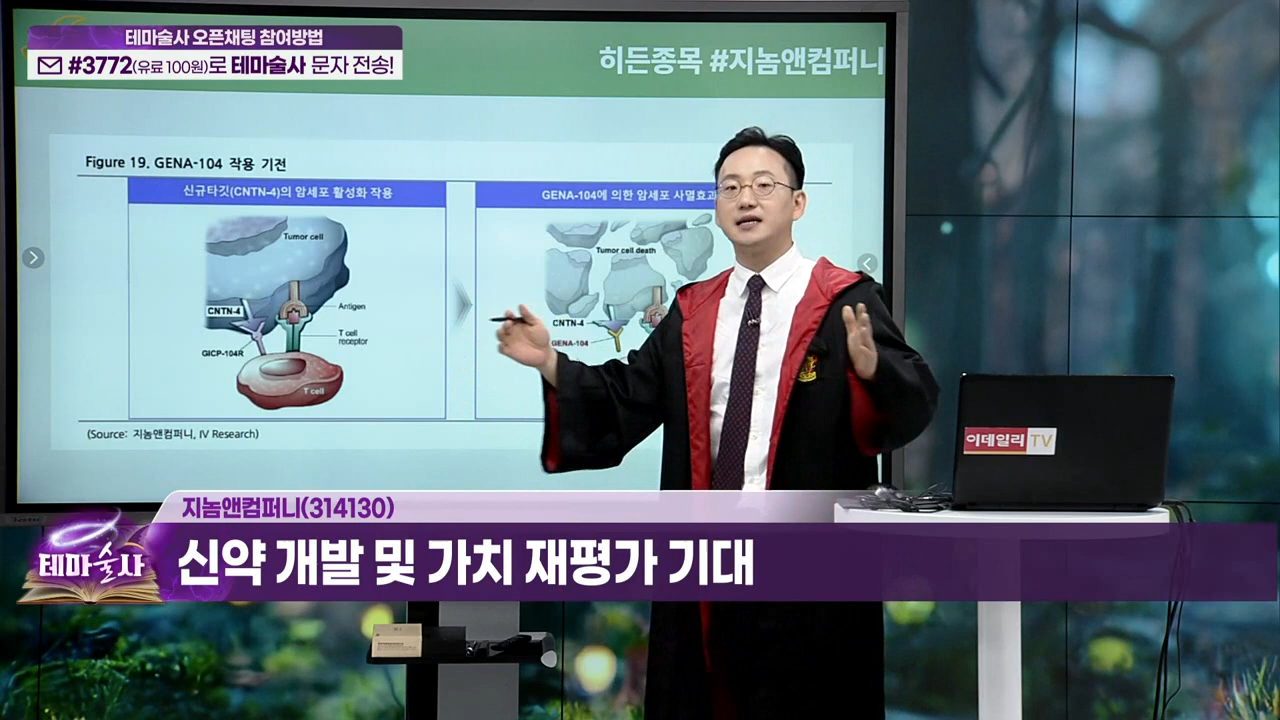 테마술사 오픈채팅 참여방법
#3772(유료 100원)로 테마술사 문자 전송!
히든종목 #지놈앤컴퍼니
Figure 19. GENA-104 작용 기전
신규타깃(CNTN-4)의 암세포 활성화 작용
GENA-104에 의한 암세포 사멸효과
Tumor cell
CNTN-4
Antigen
T cell
receptor
GICP-104R
T cell
Tumor cell death
CNTN-4
GENA-104
(Source: 지놈앤컴퍼니, IV Research)
이데일리 TV
지놈앤컴퍼니(314130)
테마술사
신약 개발 및 가치 재평가 기대